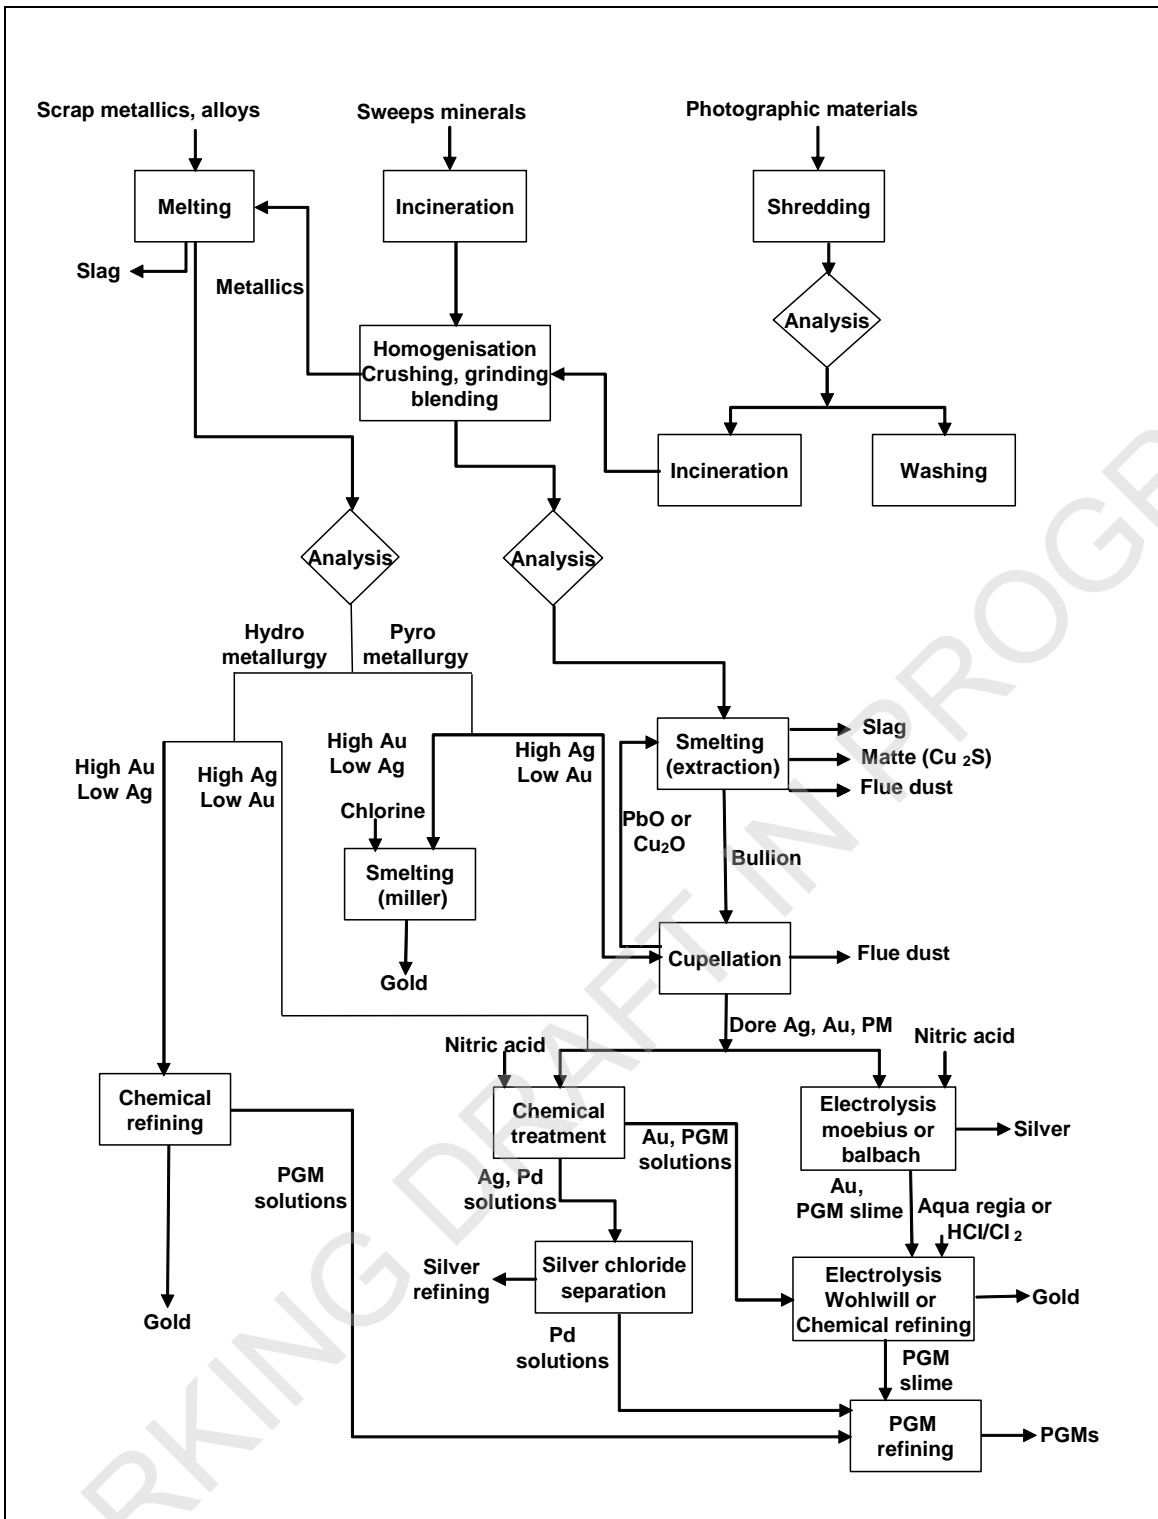 Scrap metallics, alloys
Sweeps minerals
Photographic materials
Melting
Incineration
Shredding
Slag
Metallics
Analysis
Homogenisation
Crushing, grinding
blending
Incineration
Washing
Analysis
Analysis
Hydro
metallurgy
Pyro
metallurgy
High Au
Low Ag
High Ag
Low Au
High Au
Low Ag
High Ag
Low Au
Chlorine
Smelting
(miller)
Gold
Smelting
(extraction)
Slag
Matte (Cu 2S)
Flue dust
PbO or
Cu2O
Bullion
Cupellation
Flue dust
Dore Ag, Au, PM
Nitric acid
Nitric acid
Chemical
refining
Chemical
treatment
Electrolysis
moebius or
balbach
Silver
Au, PGM
solutions
PGM
solutions
Ag, Pd
solutions
Au,
PGM slime
Aqua regia or
HCl/Cl 2
Silver
refining
Silver chloride
separation
Electrolysis
Wohlwill or
Chemical refining
Gold
Gold
Pd
solutions
PGM
slime
PGM
refining
PGMs
RKING DRAFT IN PROGR